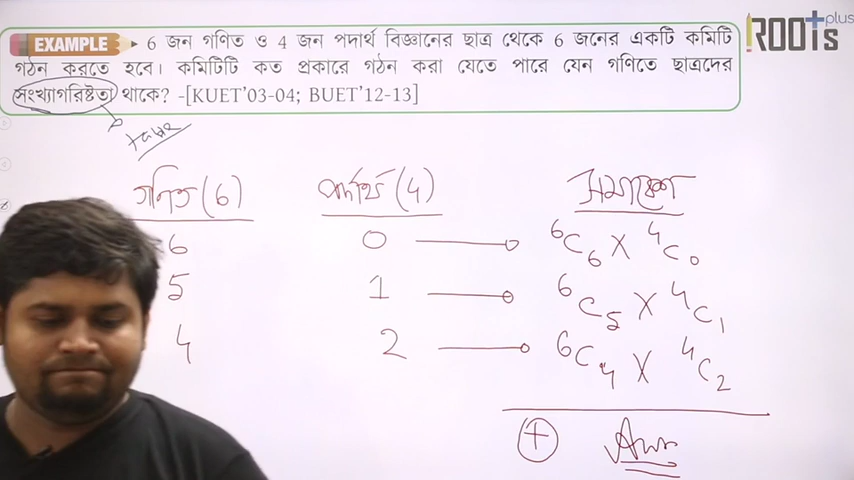 EXAMPLE ▸ 6 জন গণিত ও 4 জন পদার্থ বিজ্ঞানের ছাত্র থেকে 6 জনের একটি কমিটি
গঠন করতে হবে। কমিটিটি কত প্রকারে গঠন করা যেতে পারে যেন গণিতে ছাত্রদের
সংখ্যাগরিষ্ঠতা থাকে? -[KUET'03-04; BUET'12-13]
ROOTs plus
গণিত (6) পদার্থ (4) সমাবেশ
6 0 ⁶C₆ X ⁴C₀
5 1 ⁶C₅ X ⁴C₁
4 2 ⁶C₄ X ⁴C₂
+ Ans